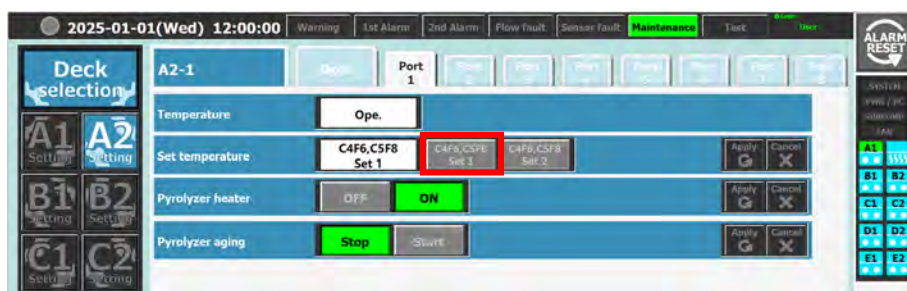 2025-01-01(Wed) 12:00:00 Warning 1st Alarm 2nd Alarm Flow fault Sensor fault Maintenance Test User
ALARM RESET
Deck selection
A2-1 Port 1
Temperature Ope.
Set temperature C4F6,C5F8 Set 1 C4F6,C5F8 Set 1 C4F6,C5F8 Set 2 Apply Cancel
Pyrolyzer heater OFF ON Apply Cancel
Pyrolyzer aging Stop Start Apply Cancel
A1 Setting A2 Setting
B1 Setting B2 Setting
C1 Setting C2 Setting
SYSTEM
FAN
A1
B1 B2
C1 C2
D1 D2
E1 E2